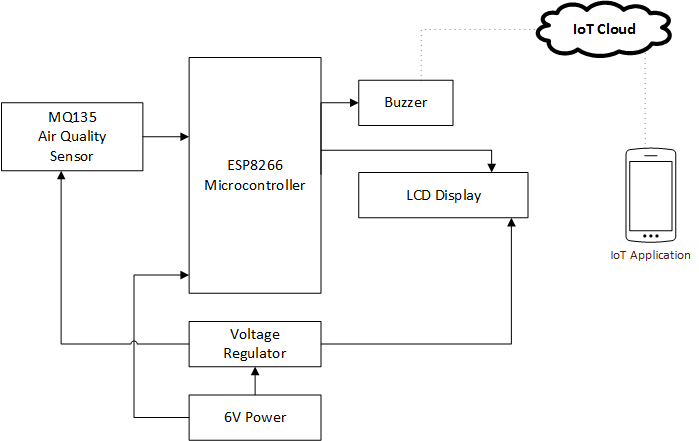 IoT Cloud
Buzzer
MQ135
Air Quality
Sensor
ESP8266
Microcontroller
LCD Display
IoT Application
Voltage
Regulator
6V Power